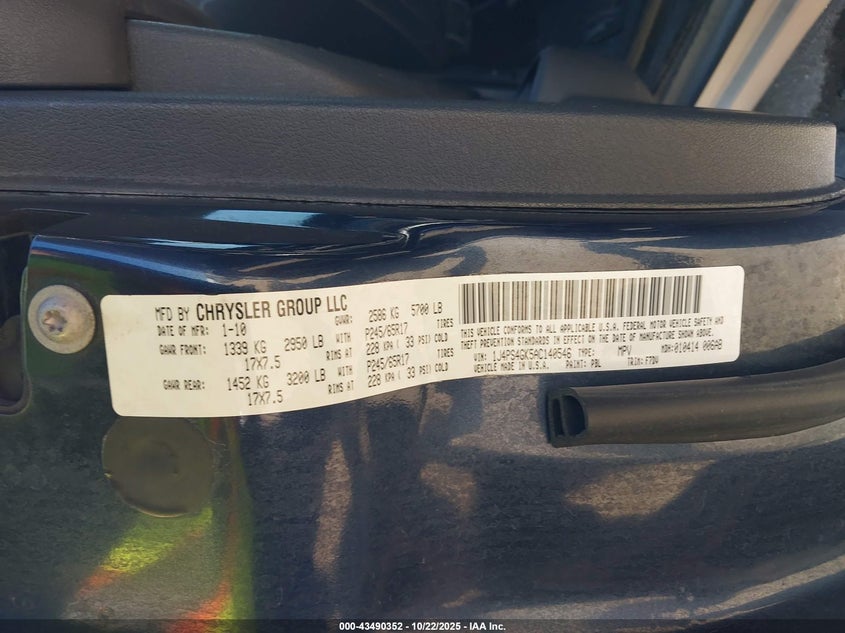 MFD BY CHRYSLER GROUP LLC
DATE OF MFR: 1-10 GVWR: 2586 KG 5700 LB
GAWR FRONT: 1339 KG 2950 LB P245/65R17 TIRES
17X7.5 RIMS AT 228 KPA ( 33 PSI) COLD
GAWR REAR: 1452 KG 3200 LB P245/65R17 TIRES
17X7.5 RIMS AT 228 KPA ( 33 PSI) COLD
THIS VEHICLE CONFORMS TO ALL APPLICABLE U.S.A. FEDERAL MOTOR VEHICLE SAFETY AND
THEFT PREVENTION STANDARDS IN EFFECT ON THE DATE OF MANUFACTURE SHOWN ABOVE.
VIN: 1J4PS4GK5AC140546 TYPE: MPV MDH: 010414 006AB
VEHICLE MADE IN U.S.A. PAINT: PBL TRIM:
000-43490352 - 10/22/2025 - IAA Inc.